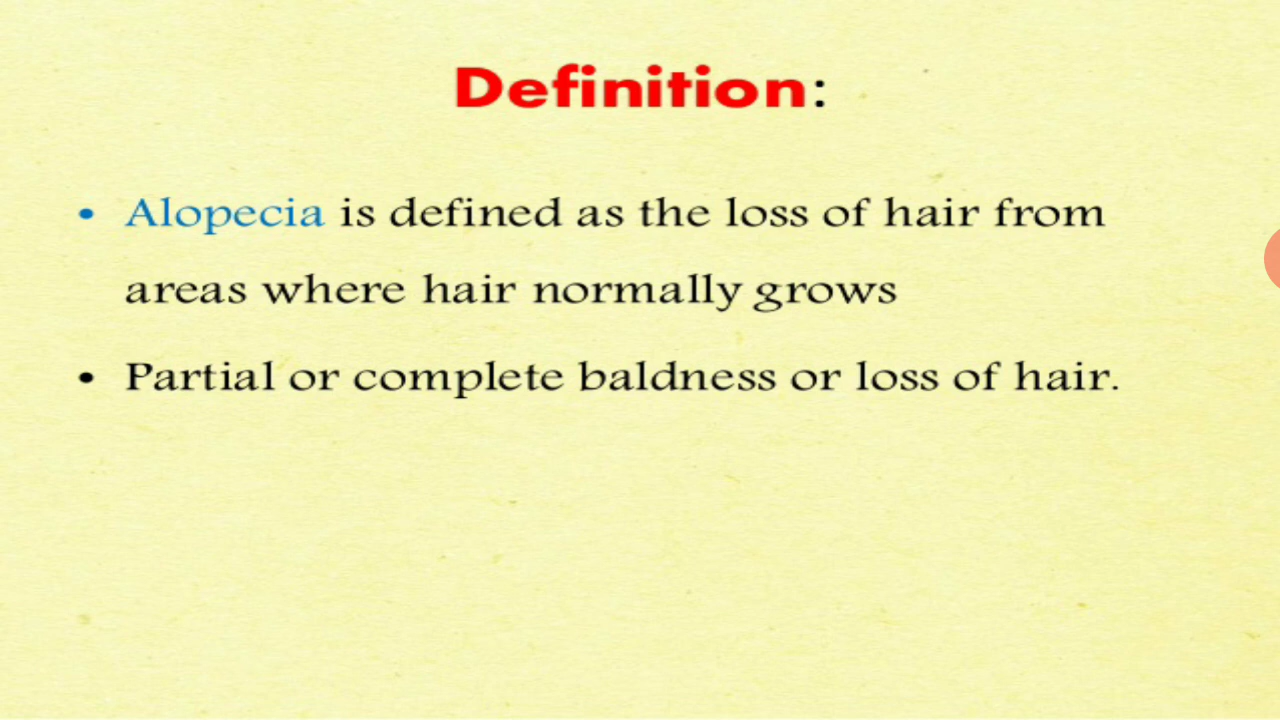 Definition:
• Alopecia is defined as the loss of hair from
areas where hair normally grows
• Partial or complete baldness or loss of hair.